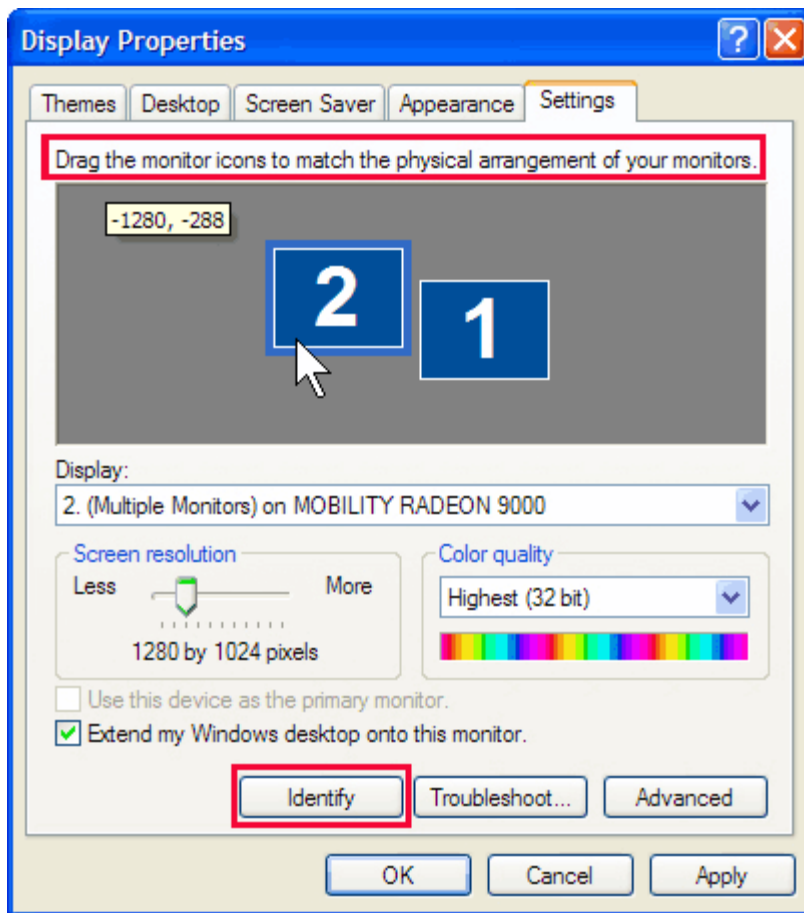 Display Properties
Themes Desktop Screen Saver Appearance Settings
Drag the monitor icons to match the physical arrangement of your monitors.
-1280, -288
2
1
Display:
2. (Multiple Monitors) on MOBILITY RADEON 9000
Screen resolution
Less More
1280 by 1024 pixels
Color quality
Highest (32 bit)
Use this device as the primary monitor.
Extend my Windows desktop onto this monitor.
Identify Troubleshoot... Advanced
OK Cancel Apply